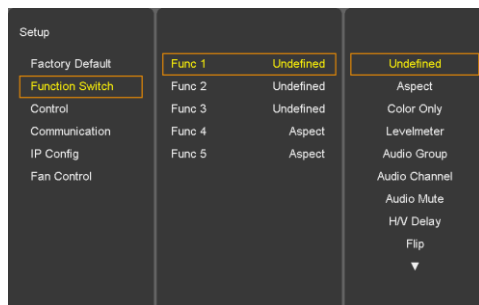 Setup
Factory Default
Function Switch
Control
Communication
IP Config
Fan Control
Func 1 Undefined
Func 2 Undefined
Func 3 Undefined
Func 4 Aspect
Func 5 Aspect
Undefined
Aspect
Color Only
Levelmeter
Audio Group
Audio Channel
Audio Mute
H/V Delay
Flip